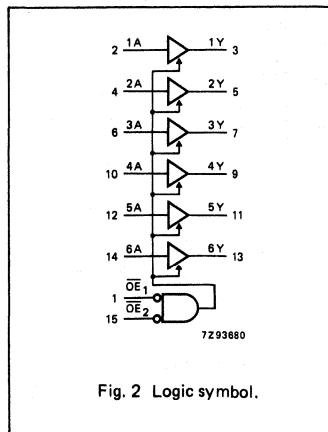 2 1A 1Y 3
4 2A 2Y 5
6 3A 3Y 7
10 4A 4Y 9
12 5A 5Y 11
14 6A 6Y 13
1 OE1
15 OE2
7Z93680
Fig. 2 Logic symbol.